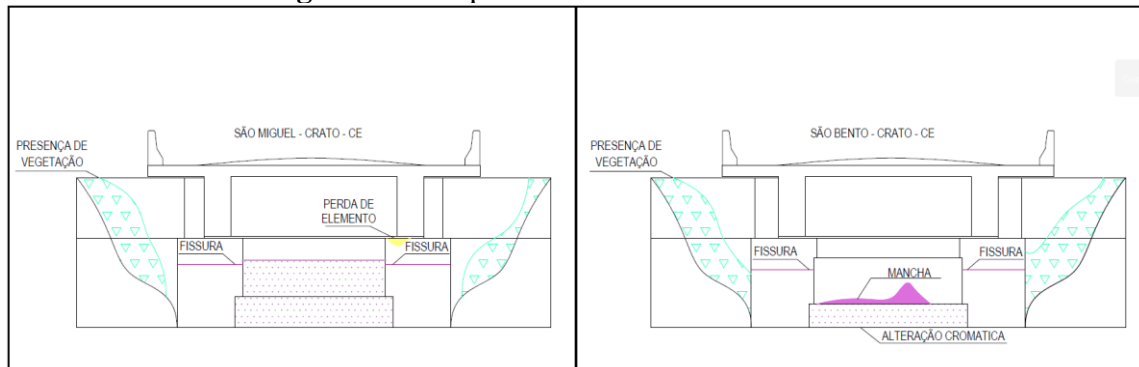 SÃO MIGUEL - CRATO - CE
PRESENÇA DE
VEGETAÇÃO
PERDA DE
ELEMENTO
FISSURA
FISSURA
SÃO BENTO - CRATO - CE
PRESENÇA DE
VEGETAÇÃO
FISSURA
FISSURA
MANCHA
ALTERAÇÃO CROMATICA